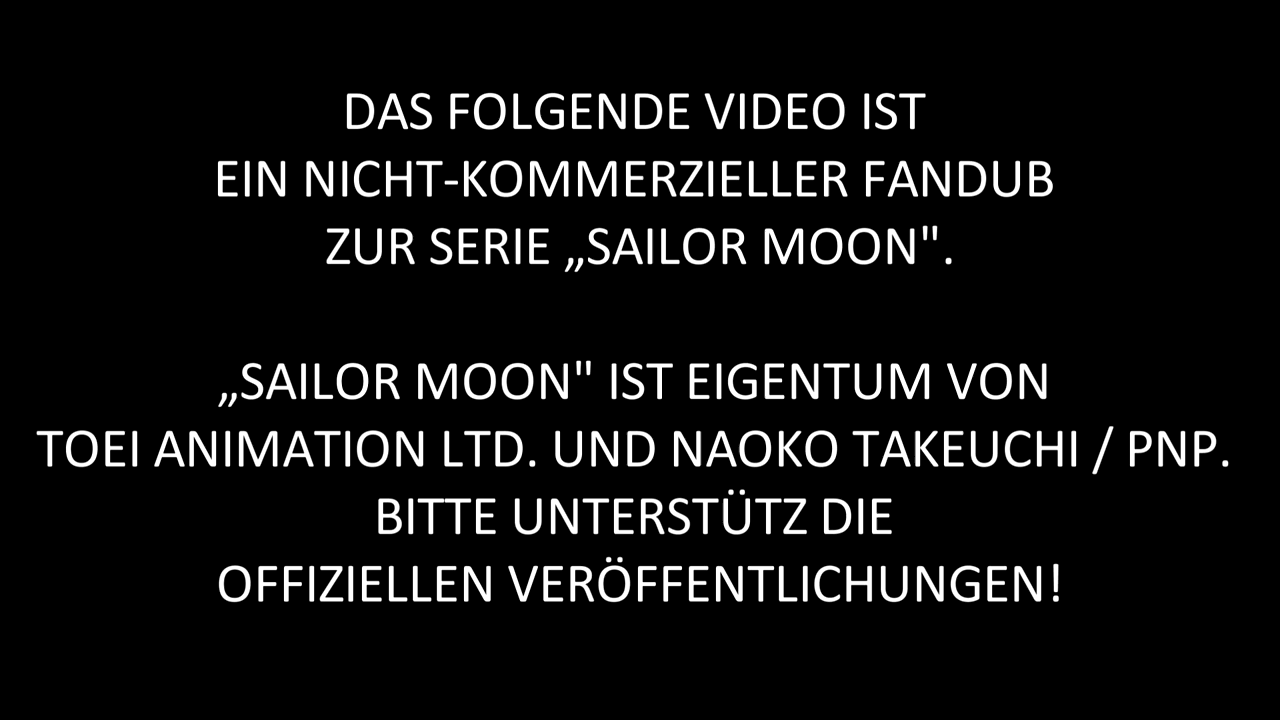 DAS FOLGENDE VIDEO IST
EIN NICHT-KOMMERZIELLER FANDUB
ZUR SERIE „SAILOR MOON".
„SAILOR MOON" IST EIGENTUM VON
TOEI ANIMATION LTD. UND NAOKO TAKEUCHI / PNP.
BITTE UNTERSTÜTZ DIE
OFFIZIELLEN VERÖFFENTLICHUNGEN!